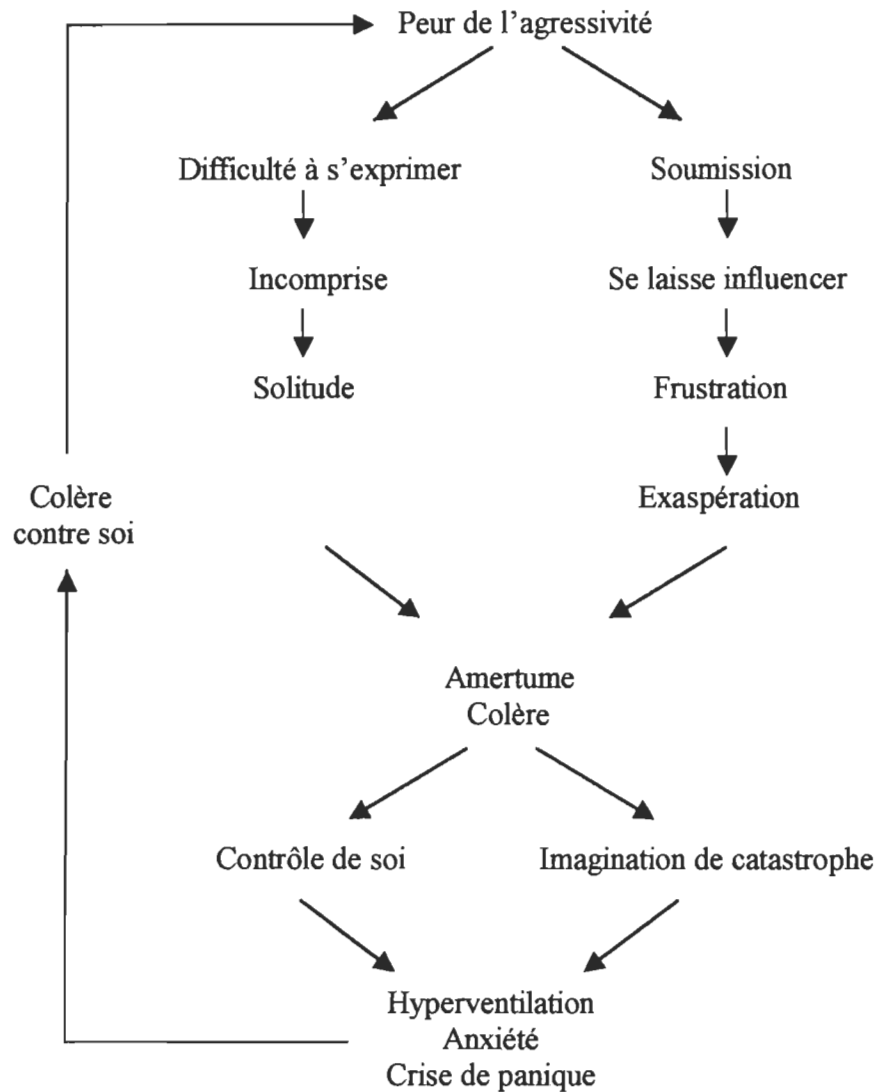 Peur de l'agressivité
Difficulté à s'exprimer
Soumission
Incomprise
Se laisse influencer
Solitude
Frustration
Colère
contre soi
Exaspération
Amertume
Colère
Contrôle de soi
Imagination de catastrophe
Hyperventilation
Anxiété
Crise de panique